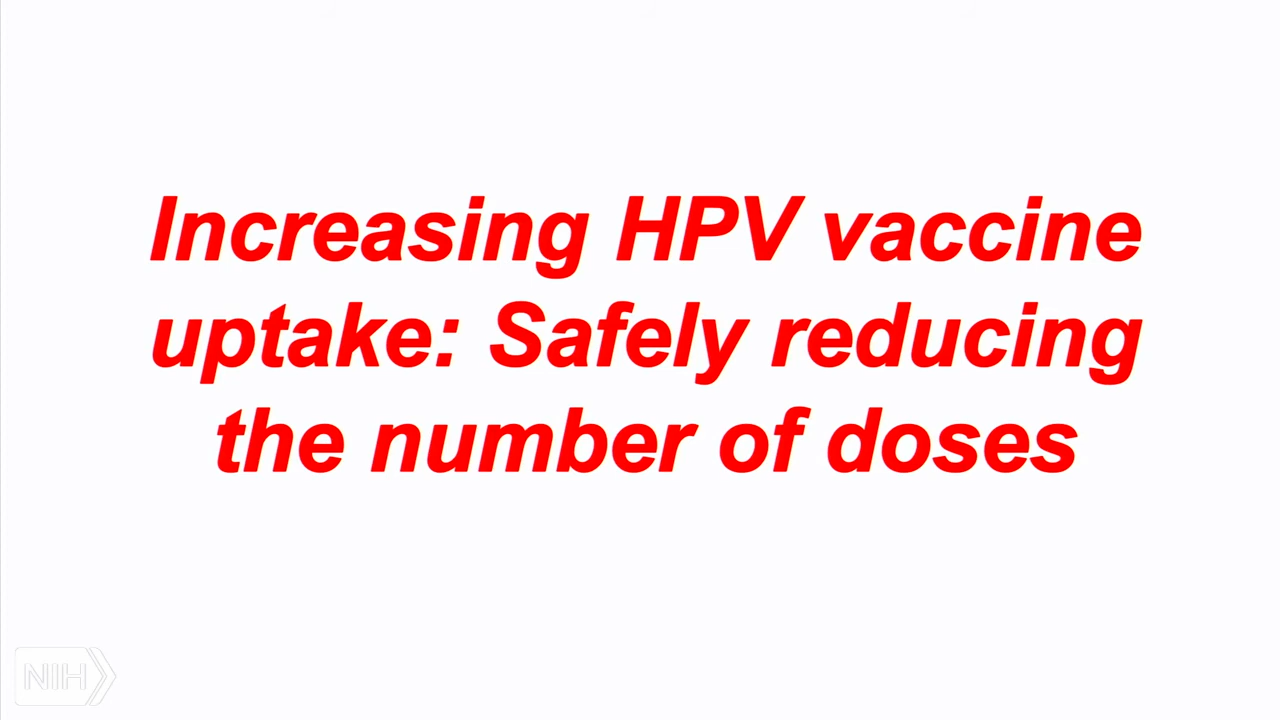 Increasing HPV vaccine
uptake: Safely reducing
the number of doses
NIH